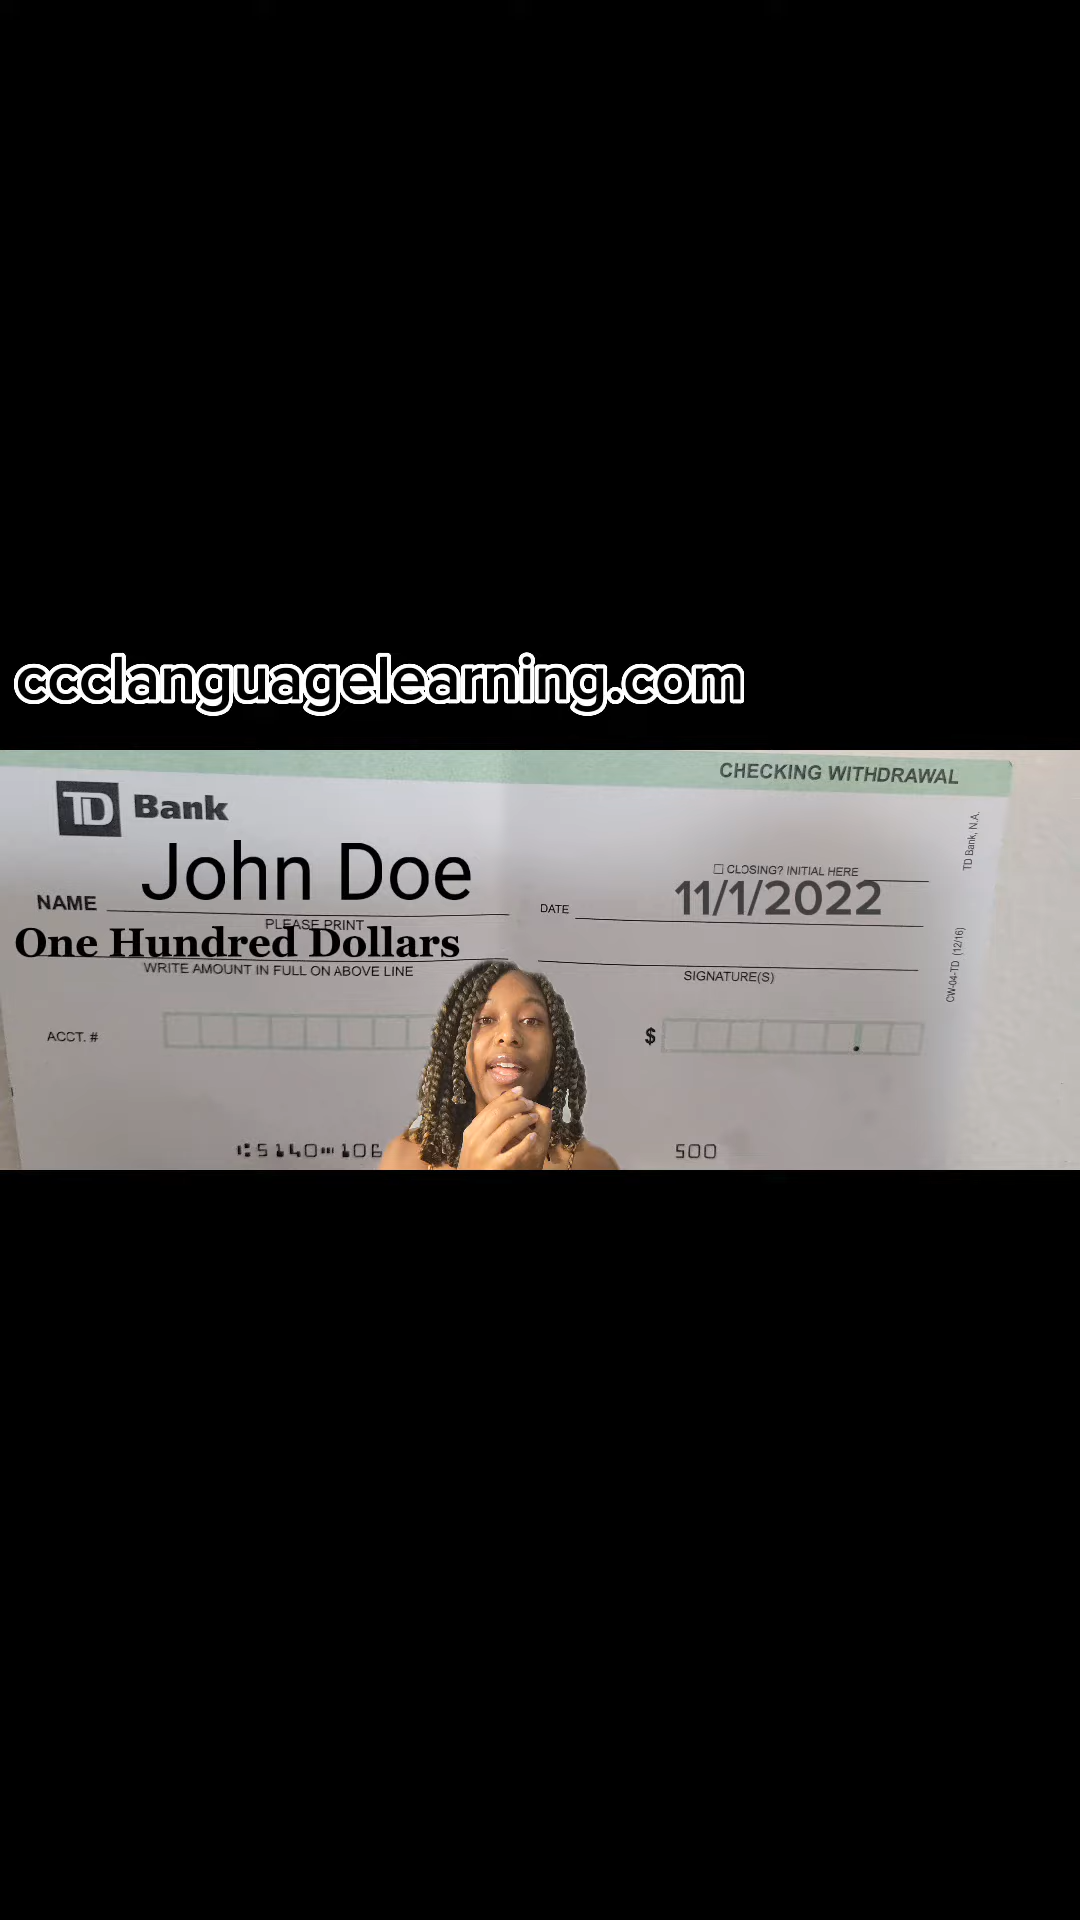 ccclanguagelearning.com
CHECKING WITHDRAWAL
TD Bank
TD Bank, N.A.
John Doe
☐ CLOSING? INITIAL HERE
NAME
DATE
11/1/2022
PLEASE PRINT
One Hundred Dollars
WRITE AMOUNT IN FULL ON ABOVE LINE
SIGNATURE(S)
CW-04-TD (12/16)
ACCT. #
$
.
⑆5140⑉106
500